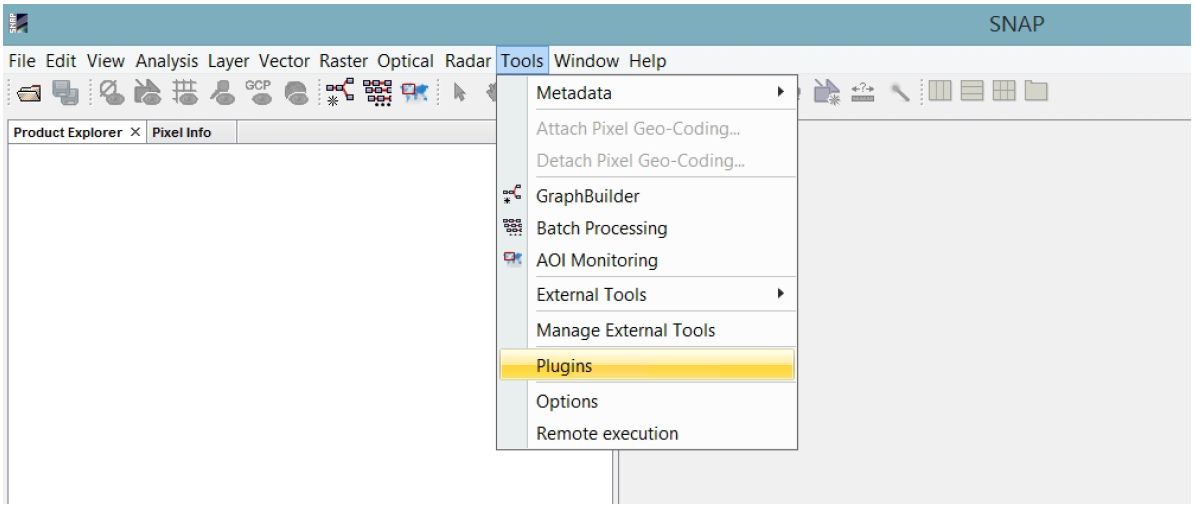 SNAP
SNAP
File Edit View Analysis Layer Vector Raster Optical Radar Tools Window Help
GCP
Product Explorer × Pixel Info
Metadata
Attach Pixel Geo-Coding...
Detach Pixel Geo-Coding...
GraphBuilder
Batch Processing
AOI Monitoring
External Tools
Manage External Tools
Plugins
Options
Remote execution